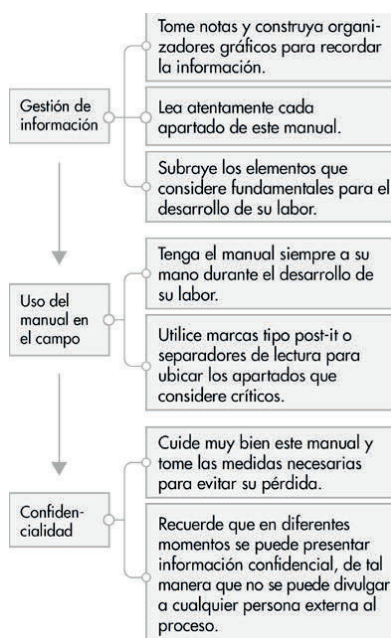 Tome notas y construya organi-
zadores gráficos para recordar
la información.
Gestión de
información
Lea atentamente cada
apartado de este manual.
Subraye los elementos que
considere fundamentales para el
desarrollo de su labor.
Uso del
manual en
el campo
Tenga el manual siempre a su
mano durante el desarrollo de
su labor.
Utilice marcas tipo post-it o
separadores de lectura para
ubicar los apartados que
considere críticos.
Confiden-
cialidad
Cuide muy bien este manual y
tome las medidas necesarias
para evitar su pérdida.
Recuerde que en diferentes
momentos se puede presentar
información confidencial, de tal
manera que no se puede divulgar
a cualquier persona externa al
proceso.